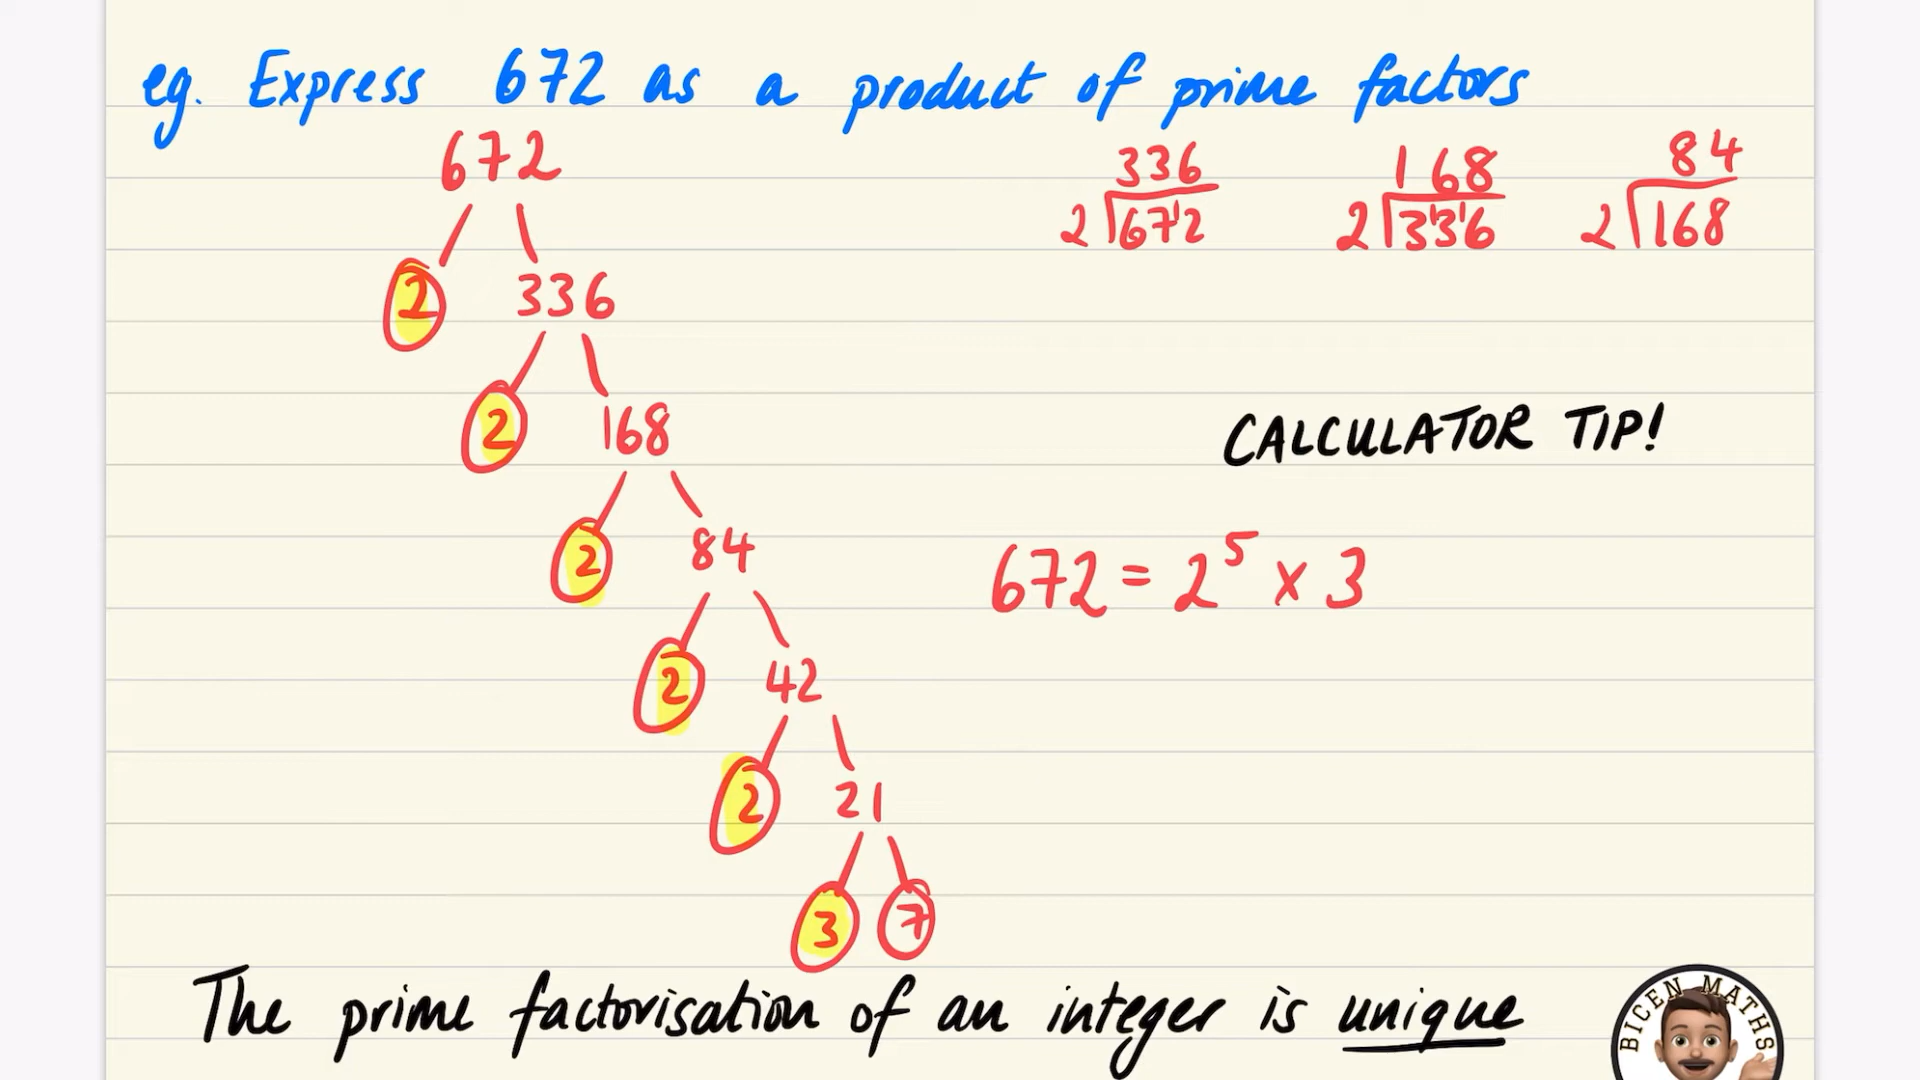 eg. Express 672 as a product of prime factors
672
336
2 672
168
2 336
84
2 168
2 336
2 168
CALCULATOR TIP!
2 84
672 = 2⁵ x 3
2 42
2 21
3 7
The prime factorisation of an integer is unique
BICEN MATHS